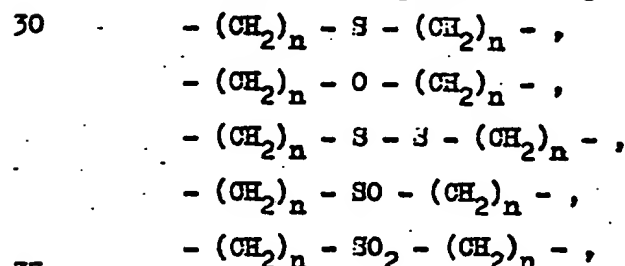 30 - (CH₂)ₙ - S - (CH₂)ₙ - ,
- (CH₂)ₙ - O - (CH₂)ₙ - ,
- (CH₂)ₙ - S - S - (CH₂)ₙ - ,
- (CH₂)ₙ - SO - (CH₂)ₙ - ,
- (CH₂)ₙ - SO₂ - (CH₂)ₙ - ,